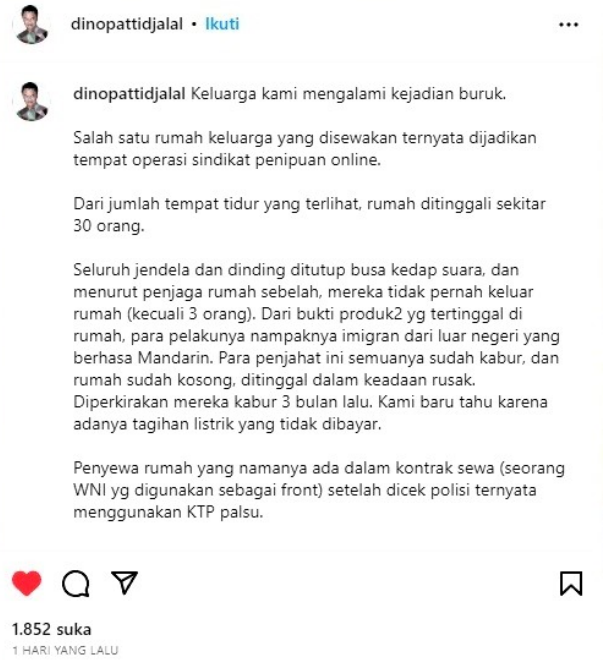 dinopattidjalal • Ikuti
dinopattidjalal Keluarga kami mengalami kejadian buruk.
Salah satu rumah keluarga yang disewakan ternyata dijadikan
tempat operasi sindikat penipuan online.
Dari jumlah tempat tidur yang terlihat, rumah ditinggali sekitar
30 orang.
Seluruh jendela dan dinding ditutup busa kedap suara, dan
menurut penjaga rumah sebelah, mereka tidak pernah keluar
rumah (kecuali 3 orang). Dari bukti produk2 yg tertinggal di
rumah, para pelakunya nampaknya imigran dari luar negeri yang
berhasa Mandarin. Para penjahat ini semuanya sudah kabur, dan
rumah sudah kosong, ditinggal dalam keadaan rusak.
Diperkirakan mereka kabur 3 bulan lalu. Kami baru tahu karena
adanya tagihan listrik yang tidak dibayar.
Penyewa rumah yang namanya ada dalam kontrak sewa (seorang
WNI yg digunakan sebagai front) setelah dicek polisi ternyata
menggunakan KTP palsu.
1.852 suka
1 HARI YANG LALU